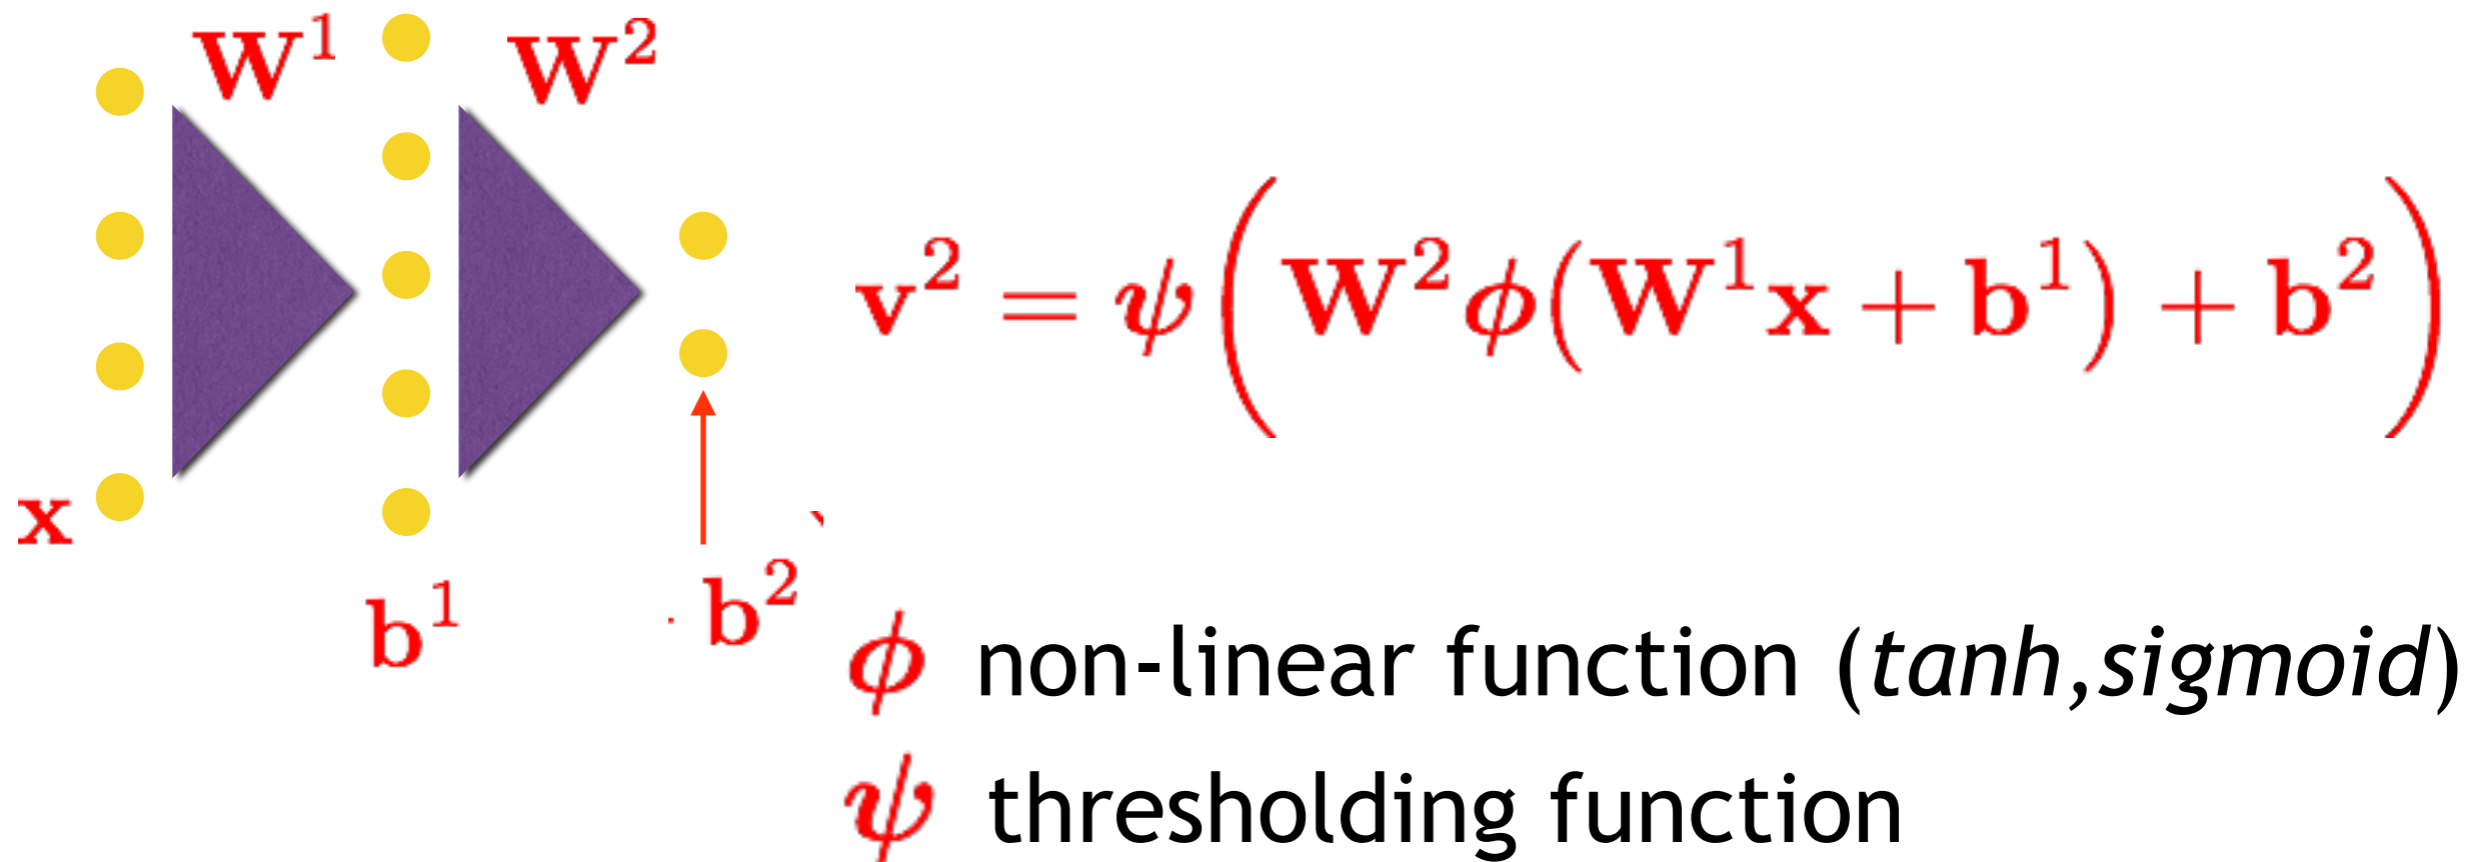 W¹ W²
x
b¹
b²
v² = ψ(W²ϕ(W¹x + b¹) + b²)
ϕ non-linear function (tanh,sigmoid)
ψ thresholding function